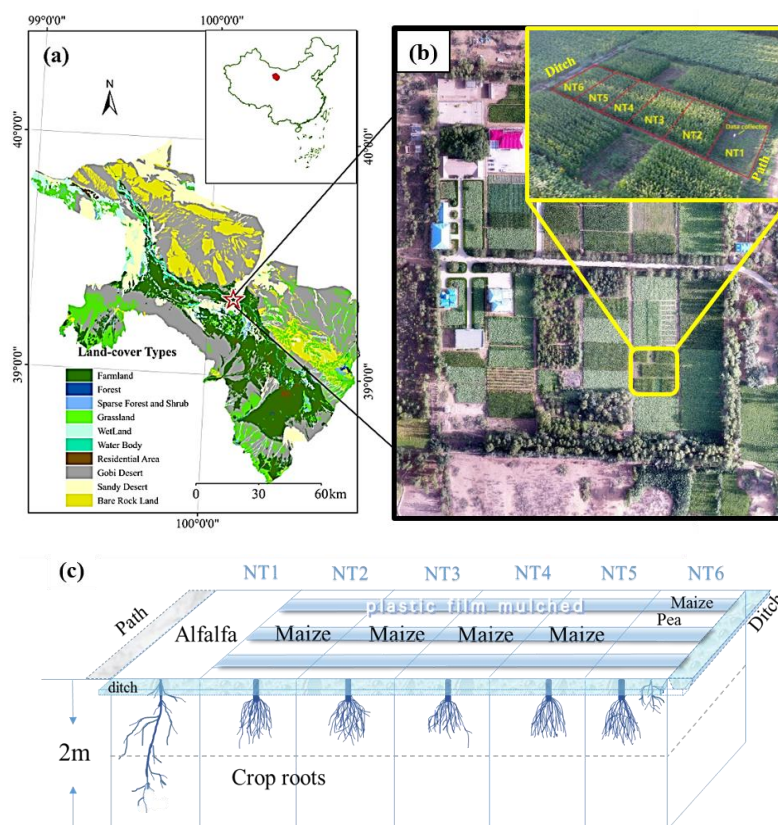 99°0'0"
100°0'0"
(a)
N
40°0'0"
40°0'0"
39°0'0"
39°0'0"
Land-cover Types
Farmland
Forest
Sparse Forest and Shrub
Grassland
WetLand
Water Body
Residential Area
Gobi Desert
Sandy Desert
Bare Rock Land
0 30 60km
100°0'0"
(b)
Ditch
NT6
NT5
NT4
NT3
NT2
Data collector
NT1
Path
(c)
NT1 NT2 NT3 NT4 NT5 NT6
Path
plastic film mulched
Maize
Pea
Ditch
Alfalfa
Maize Maize Maize Maize
ditch
2m
Crop roots